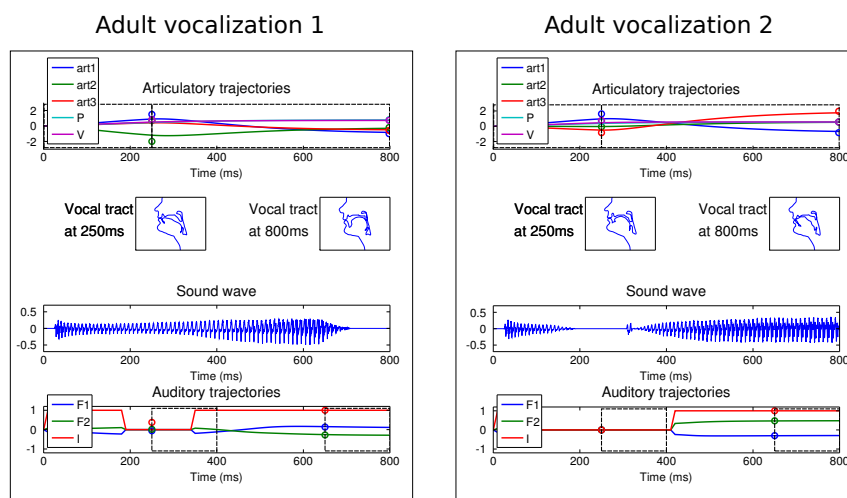 Adult vocalization 1
art1
art2
art3
P
V
Articulatory trajectories
2
0
-2
0 200 400 600 800
Time (ms)
Vocal tract
at 250ms
Vocal tract
at 800ms
Sound wave
0.5
0
-0.5
0 200 400 600 800
Time (ms)
Auditory trajectories
F1
F2
I
1
0
-1
0 200 400 600 800
Time (ms)
Adult vocalization 2
art1
art2
art3
P
V
Articulatory trajectories
2
0
-2
0 200 400 600 800
Time (ms)
Vocal tract
at 250ms
Vocal tract
at 800ms
Sound wave
0.5
0
-0.5
0 200 400 600 800
Time (ms)
Auditory trajectories
F1
F2
I
1
0
-1
0 200 400 600 800
Time (ms)